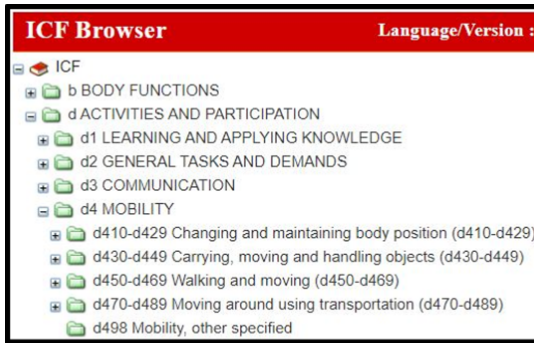 ICF Browser Language/Version :
ICF
b BODY FUNCTIONS
d ACTIVITIES AND PARTICIPATION
d1 LEARNING AND APPLYING KNOWLEDGE
d2 GENERAL TASKS AND DEMANDS
d3 COMMUNICATION
d4 MOBILITY
d410-d429 Changing and maintaining body position (d410-d429)
d430-d449 Carrying, moving and handling objects (d430-d449)
d450-d469 Walking and moving (d450-d469)
d470-d489 Moving around using transportation (d470-d489)
d498 Mobility, other specified